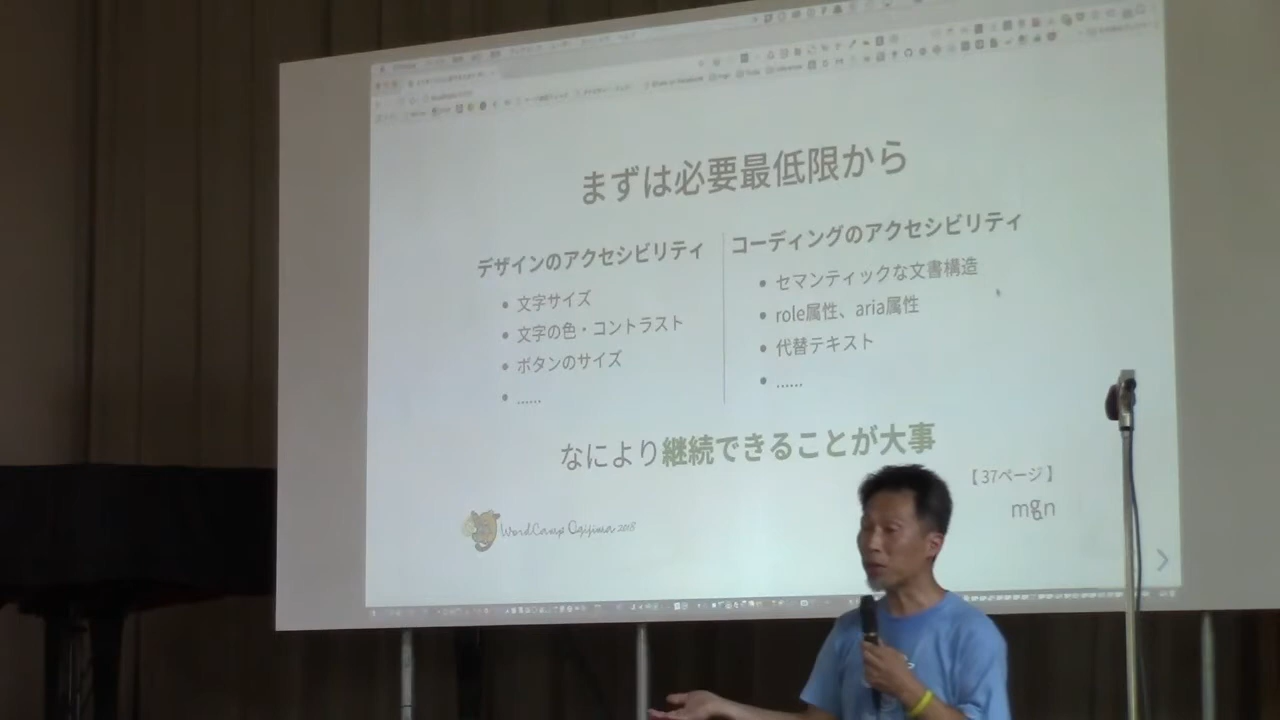 まずは必要最低限から
デザインのアクセシビリティ
• 文字サイズ
• 文字の色・コントラスト
• ボタンのサイズ
• ……
コーディングのアクセシビリティ
• セマンティックな文書構造
• role属性、aria属性
• 代替テキスト
• ……
なにより継続できることが大事
【37ページ】
mgn
WordCamp Ogijima 2018